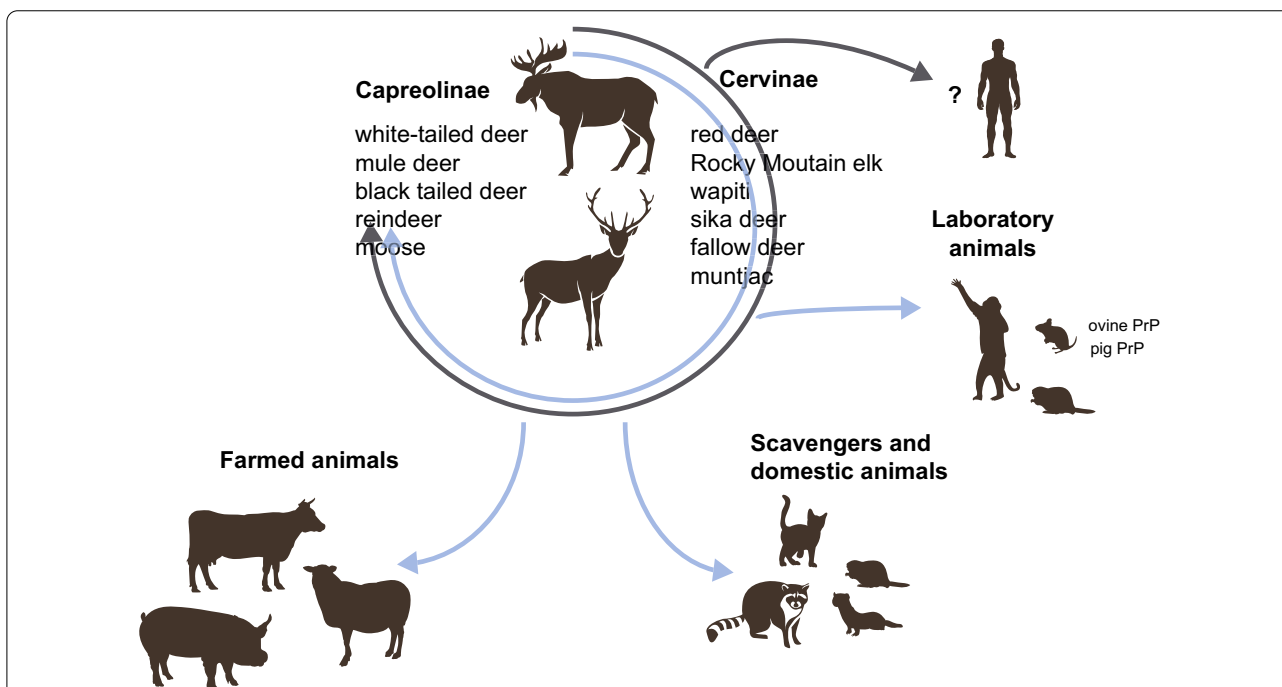 Capreolinae
white-tailed deer
mule deer
black tailed deer
reindeer
moose
Cervinae
red deer
Rocky Moutain elk
wapiti
sika deer
fallow deer
muntjac
?
Laboratory
animals
ovine PrP
pig PrP
Farmed animals
Scavengers and
domestic animals